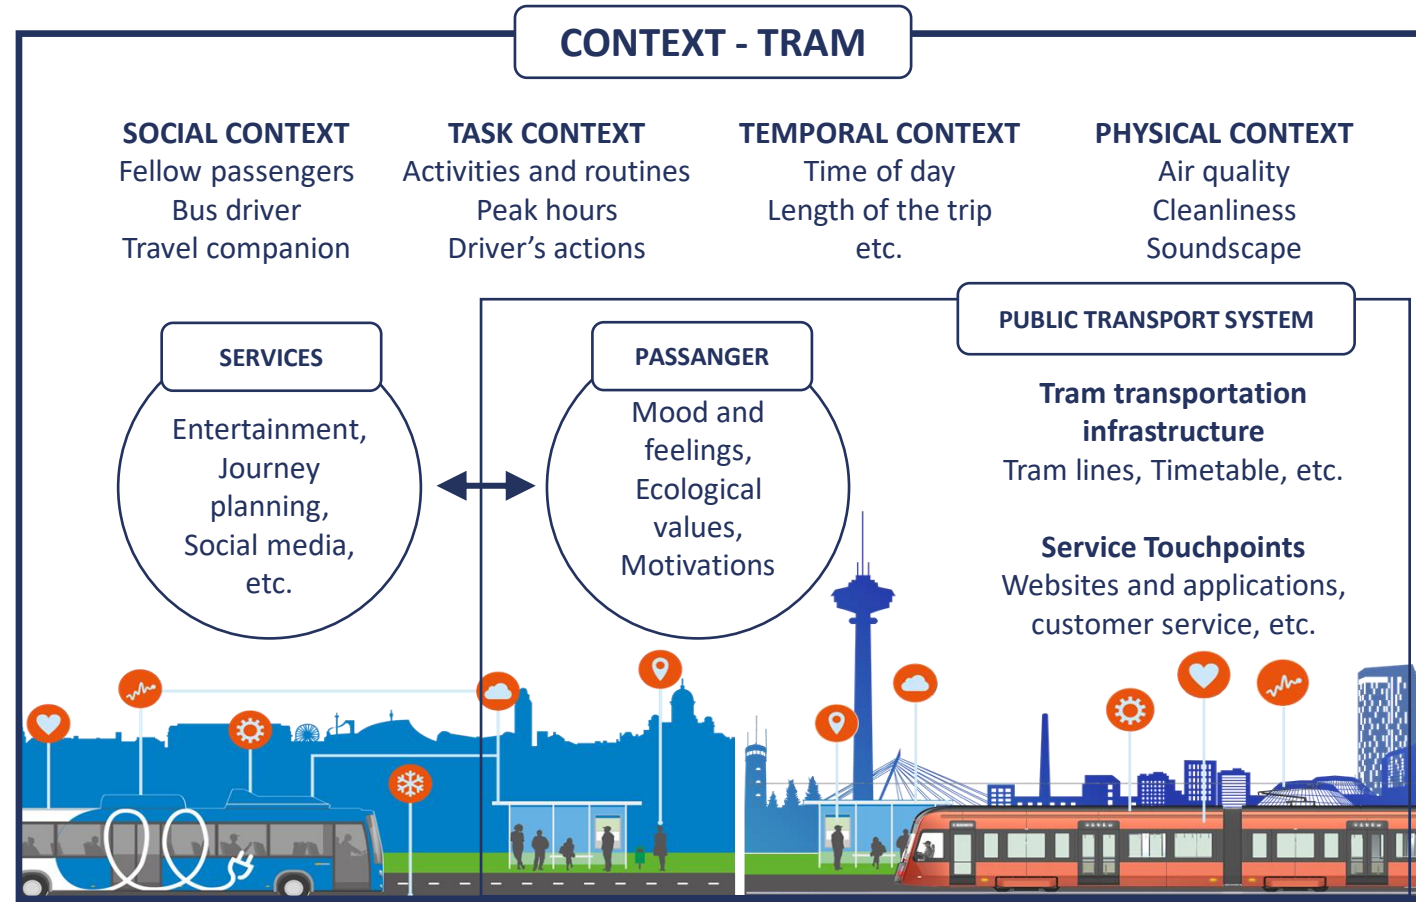 CONTEXT - TRAM
SOCIAL CONTEXT
Fellow passengers
Bus driver
Travel companion
TASK CONTEXT
Activities and routines
Peak hours
Driver’s actions
TEMPORAL CONTEXT
Time of day
Length of the trip
etc.
PHYSICAL CONTEXT
Air quality
Cleanliness
Soundscape
SERVICES
Entertainment,
Journey
planning,
Social media,
etc.
PASSANGER
Mood and
feelings,
Ecological
values,
Motivations
PUBLIC TRANSPORT SYSTEM
Tram transportation
infrastructure
Tram lines, Timetable, etc.
Service Touchpoints
Websites and applications,
customer service, etc.